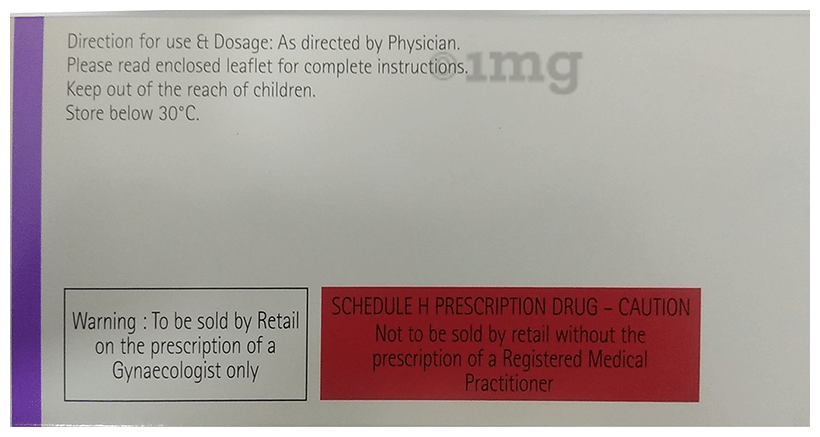 Direction for use & Dosage: As directed by Physician.
Please read enclosed leaflet for complete instructions.
Keep out of the reach of children.
Store below 30°C.
©1mg
Warning : To be sold by Retail
on the prescription of a
Gynaecologist only
SCHEDULE H PRESCRIPTION DRUG – CAUTION
Not to be sold by retail without the
prescription of a Registered Medical
Practitioner